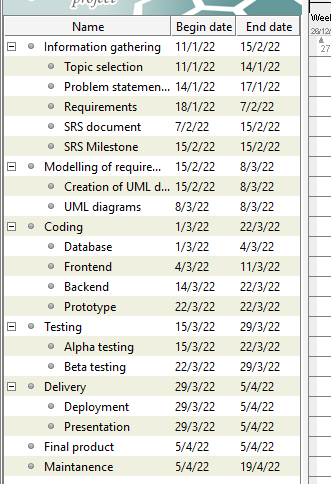 project
Name Begin date End date
Information gathering 11/1/22 15/2/22
Topic selection 11/1/22 14/1/22
Problem statemen... 14/1/22 17/1/22
Requirements 18/1/22 7/2/22
SRS document 7/2/22 15/2/22
SRS Milestone 15/2/22 15/2/22
Modelling of require... 15/2/22 8/3/22
Creation of UML d... 15/2/22 8/3/22
UML diagrams 8/3/22 8/3/22
Coding 1/3/22 22/3/22
Database 1/3/22 4/3/22
Frontend 4/3/22 11/3/22
Backend 14/3/22 22/3/22
Prototype 22/3/22 22/3/22
Testing 15/3/22 29/3/22
Alpha testing 15/3/22 22/3/22
Beta testing 22/3/22 29/3/22
Delivery 29/3/22 5/4/22
Deployment 29/3/22 5/4/22
Presentation 29/3/22 5/4/22
Final product 5/4/22 5/4/22
Maintanence 5/4/22 19/4/22
Week
26/12/
27